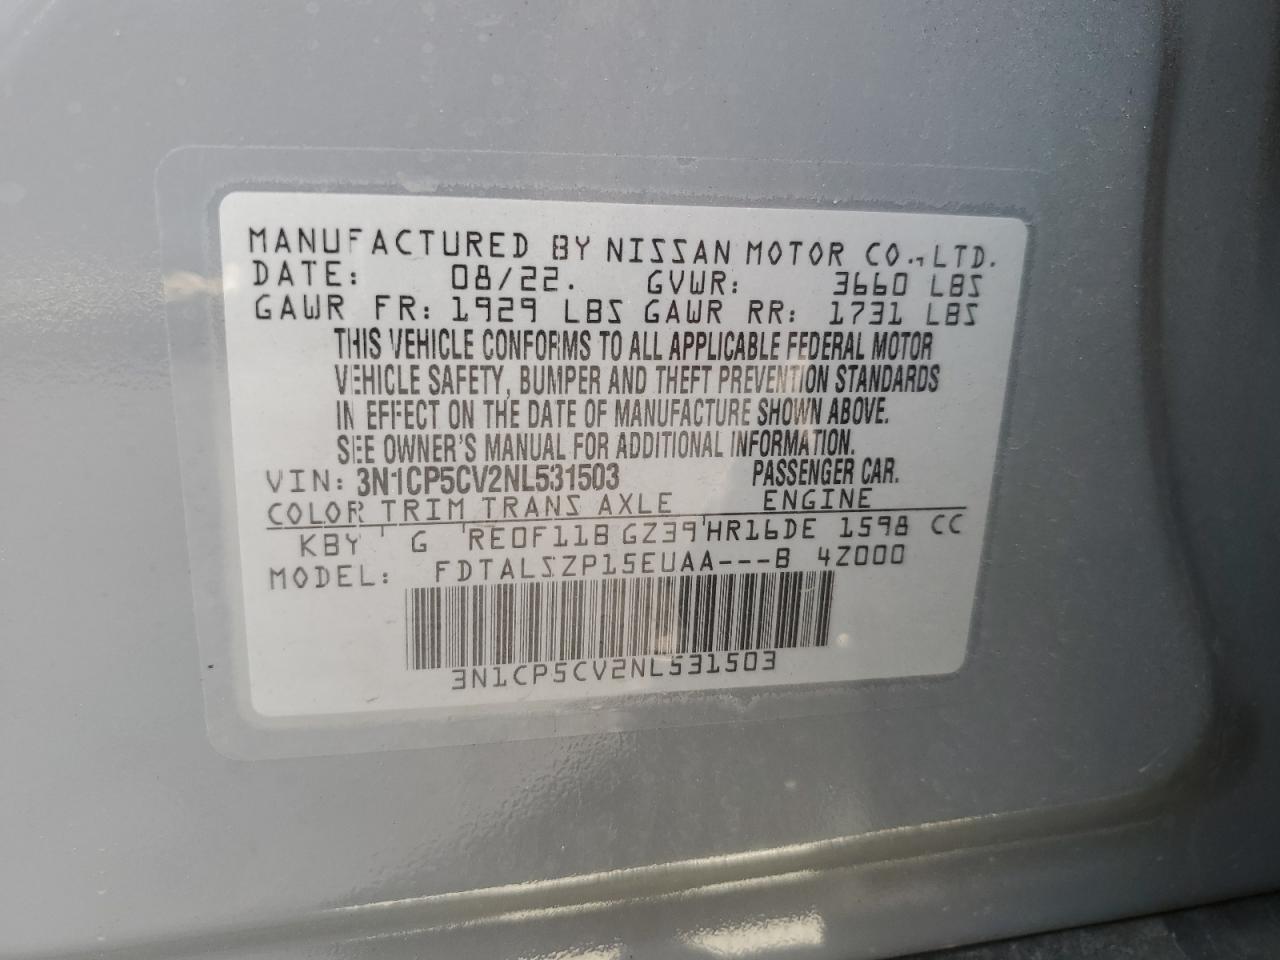 MANUFACTURED BY NISSAN MOTOR CO., LTD.
DATE: 08/22. GVWR: 3660 LBS
GAWR FR: 1929 LBS GAWR RR: 1731 LBS
THIS VEHICLE CONFORMS TO ALL APPLICABLE FEDERAL MOTOR
VEHICLE SAFETY, BUMPER AND THEFT PREVENTION STANDARDS
IN EFFECT ON THE DATE OF MANUFACTURE SHOWN ABOVE.
SEE OWNER'S MANUAL FOR ADDITIONAL INFORMATION.
VIN: 3N1CP5CV2NL531503 PASSENGER CAR.
COLOR TRIM TRANS AXLE ENGINE
KBY G RE0F11B GZ39 HR16DE 1598 CC
MODEL: FDTALSZP15EUAA---B 4Z000
3N1CP5CV2NL531503